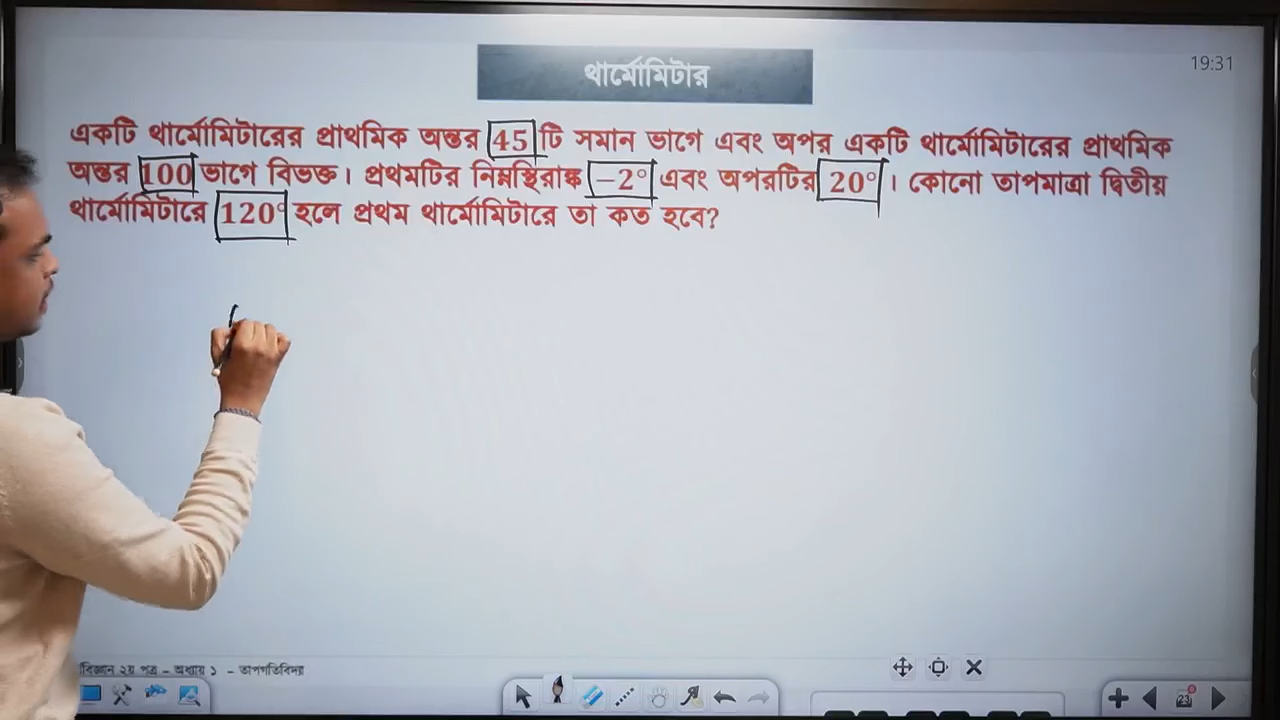 থার্মোমিটার
19:31
একটি থার্মোমিটারের প্রাথমিক অন্তর 45 টি সমান ভাগে এবং অপর একটি থার্মোমিটারের প্রাথমিক
অন্তর 100 ভাগে বিভক্ত। প্রথমটির নিম্নস্থিরাঙ্ক −2° এবং অপরটির 20°। কোনো তাপমাত্রা দ্বিতীয়
থার্মোমিটারে 120° হলে প্রথম থার্মোমিটারে তা কত হবে?
২য় পত্র – অধ্যায় ১ – তাপগতিবিদ্যা
23